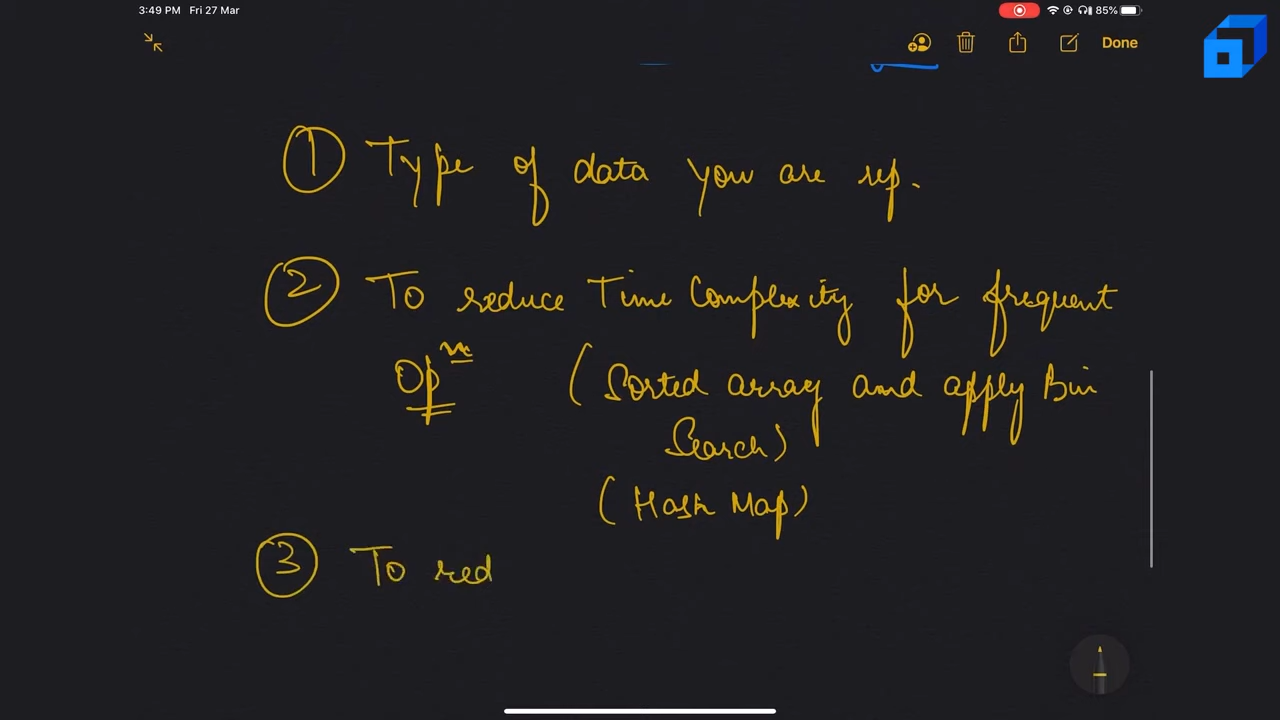 3:49 PM Fri 27 Mar
85%
Done
① Type of data you are rep.
② To reduce Time Complexity for frequent
Opⁿ (Sorted array and apply Bin
Search)
(Hash Map)
③ To red